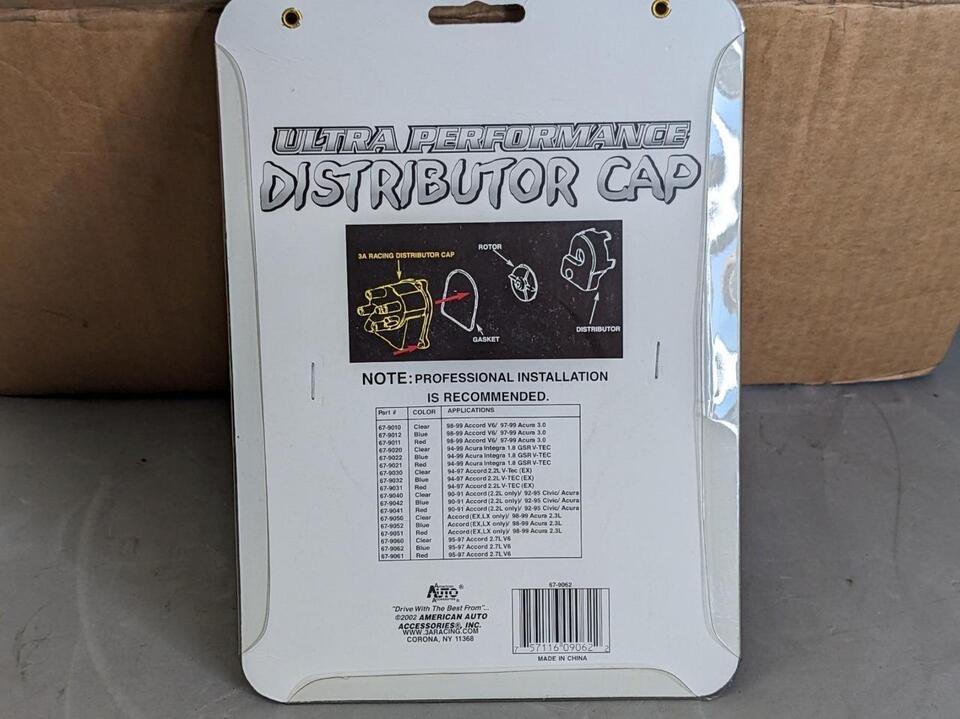 ULTRA PERFORMANCE
DISTRIBUTOR CAP
3A RACING DISTRIBUTOR CAP
ROTOR
GASKET
DISTRIBUTOR
NOTE: PROFESSIONAL INSTALLATION
IS RECOMMENDED.
Part # COLOR APPLICATIONS
67-9010 Clear 98-99 Accord V6/ 97-99 Acura 3.0
67-9012 Blue 98-99 Accord V6/ 97-99 Acura 3.0
67-9011 Red 98-99 Accord V6/ 97-99 Acura 3.0
67-9020 Clear 94-99 Acura Integra 1.8 GSR V-TEC
67-9022 Blue 94-99 Acura Integra 1.8 GSR V-TEC
67-9021 Red 94-99 Acura Integra 1.8 GSR V-TEC
67-9030 Clear 94-97 Accord 2.2L V-Tec (EX)
67-9032 Blue 94-97 Accord 2.2L V-TEC (EX)
67-9031 Red 94-97 Accord 2.2L V-TEC (EX)
67-9040 Clear 90-91 Accord (2.2L only)/ 92-95 Civic/ Acura
67-9042 Blue 90-91 Accord (2.2L only)/ 92-95 Civic/ Acura
67-9041 Red 90-91 Accord (2.2L only)/ 92-95 Civic/ Acura
67-9050 Clear Accord (EX,LX only)/ 98-99 Acura 2.3L
67-9052 Blue Accord (EX,LX only)/ 98-99 Acura 2.3L
67-9051 Red Accord (EX,LX only)/ 98-99 Acura 2.3L
67-9060 Clear 95-97 Accord 2.7L V6
67-9062 Blue 95-97 Accord 2.7L V6
67-9061 Red 95-97 Accord 2.7L V6
American
AUTO®
Accessories
"Drive With The Best From"...
©2002 AMERICAN AUTO
ACCESSORIES®, INC.
WWW.3ARACING.COM
CORONA, NY 11368
67-9062
7 57116 09062 2
MADE IN CHINA